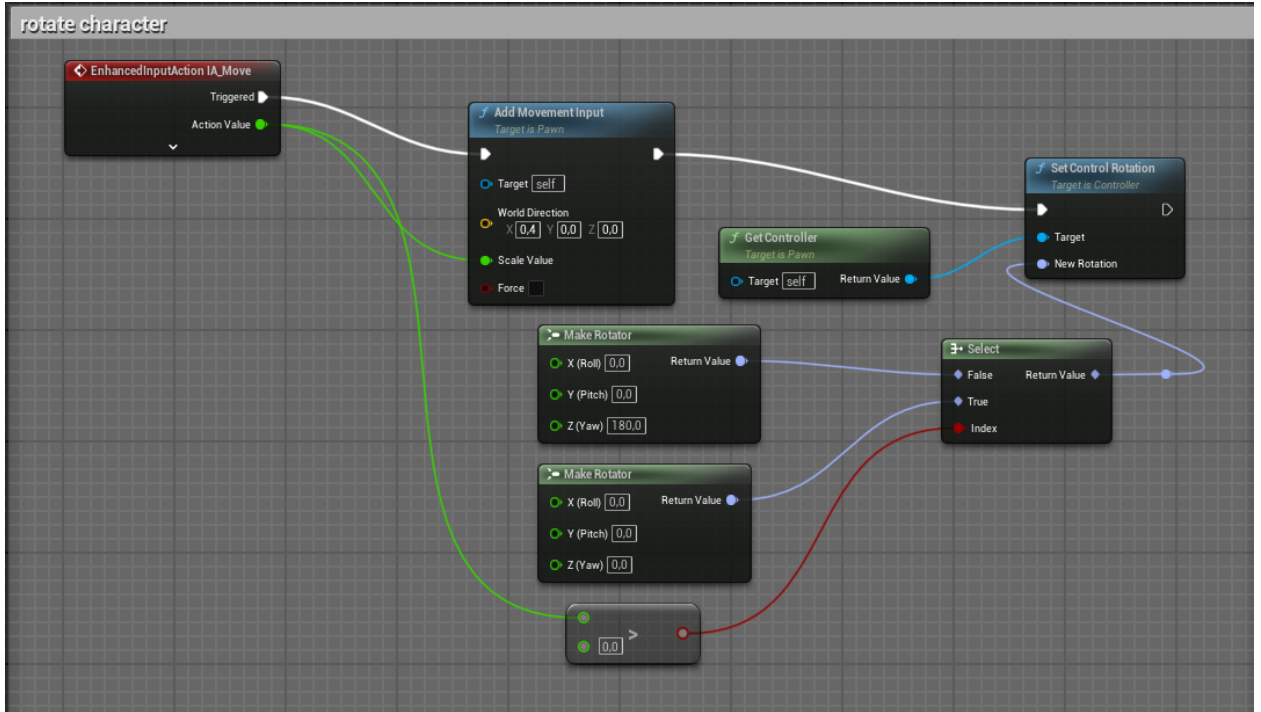 rotate character
EnhancedInputAction IA_Move
Triggered
Action Value
f Add Movement Input
Target is Pawn
Target self
World Direction
X 0,4 Y 0,0 Z 0,0
Scale Value
Force
f Get Controller
Target is Pawn
Target self Return Value
f Set Control Rotation
Target is Controller
Target
New Rotation
Make Rotator
X (Roll) 0,0 Return Value
Y (Pitch) 0,0
Z (Yaw) 180,0
Select
False Return Value
True
Index
Make Rotator
X (Roll) 0,0 Return Value
Y (Pitch) 0,0
Z (Yaw) 0,0
>
0,0